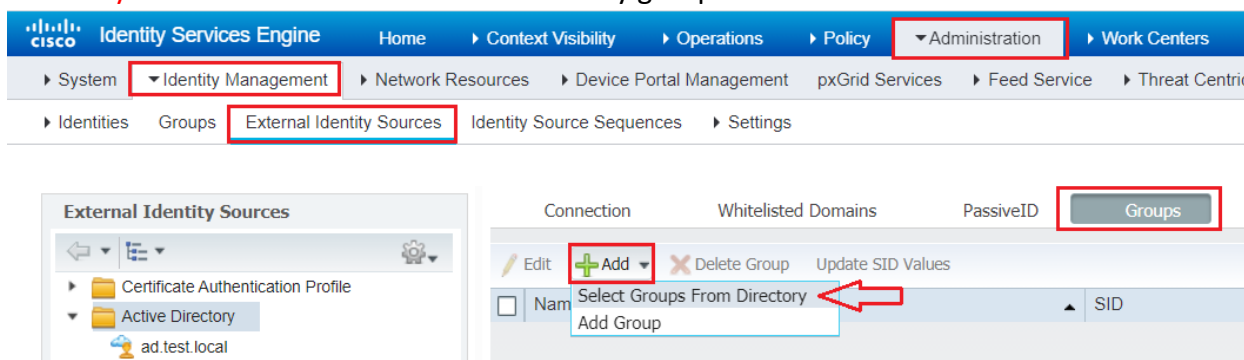 cisco Identity Services Engine Home Context Visibility Operations Policy Administration Work Centers
System Identity Management Network Resources Device Portal Management pxGrid Services Feed Service Threat Centric
Identities Groups External Identity Sources Identity Source Sequences Settings
External Identity Sources
Connection Whitelisted Domains PassiveID Groups
Edit Add Delete Group Update SID Values
Certificate Authentication Profile
Select Groups From Directory
SID
Active Directory
Add Group
ad.test.local